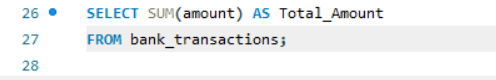 26 SELECT SUM(amount) AS Total_Amount
27 FROM bank_transactions;
28